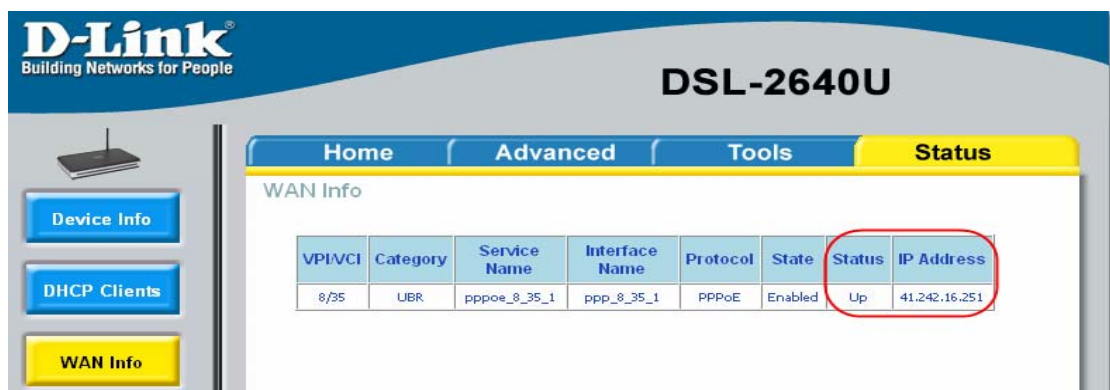 D-Link®
Building Networks for People
DSL-2640U
Home Advanced Tools Status
WAN Info
Device Info
DHCP Clients
WAN Info
VPI/VCI Category Service Name Interface Name Protocol State Status IP Address
8/35 UBR pppoe_8_35_1 ppp_8_35_1 PPPoE Enabled Up 41.242.16.251